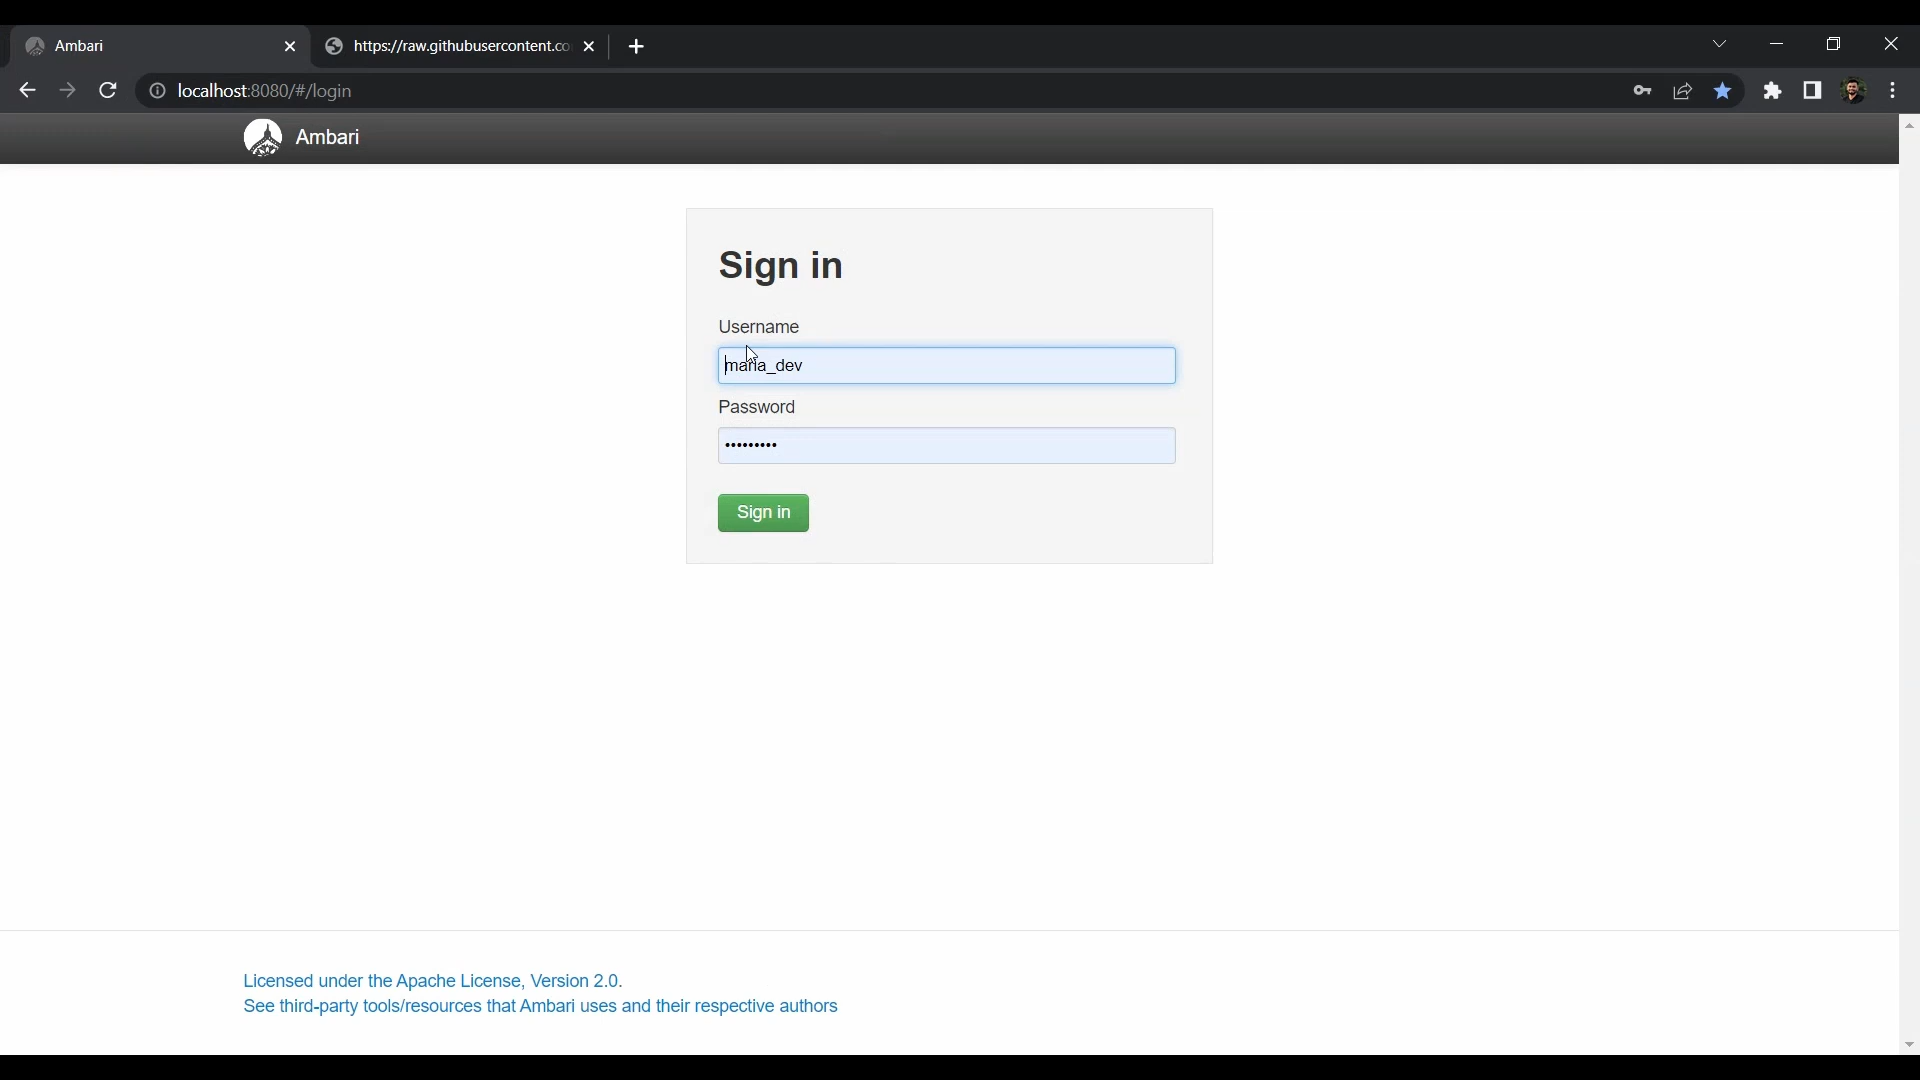 Ambari
https://raw.githubusercontent.co
localhost:8080/#/login
Ambari
Sign in
Username
maria_dev
Password
•••••••••
Sign in
Licensed under the Apache License, Version 2.0.
See third-party tools/resources that Ambari uses and their respective authors